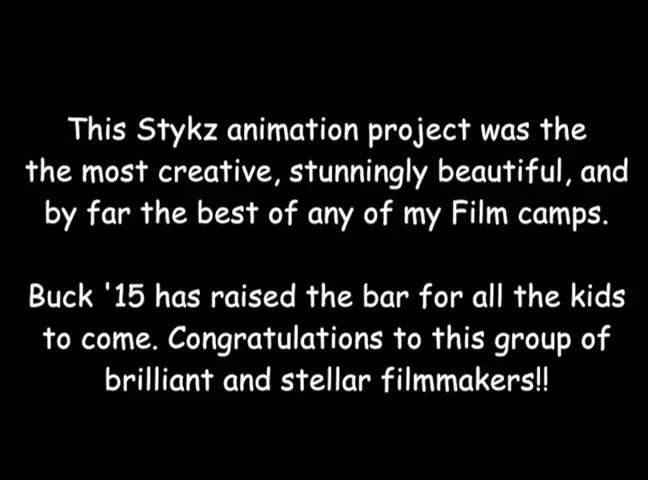 This Stykz animation project was the
the most creative, stunningly beautiful, and
by far the best of any of my Film camps.
Buck '15 has raised the bar for all the kids
to come. Congratulations to this group of
brilliant and stellar filmmakers!!